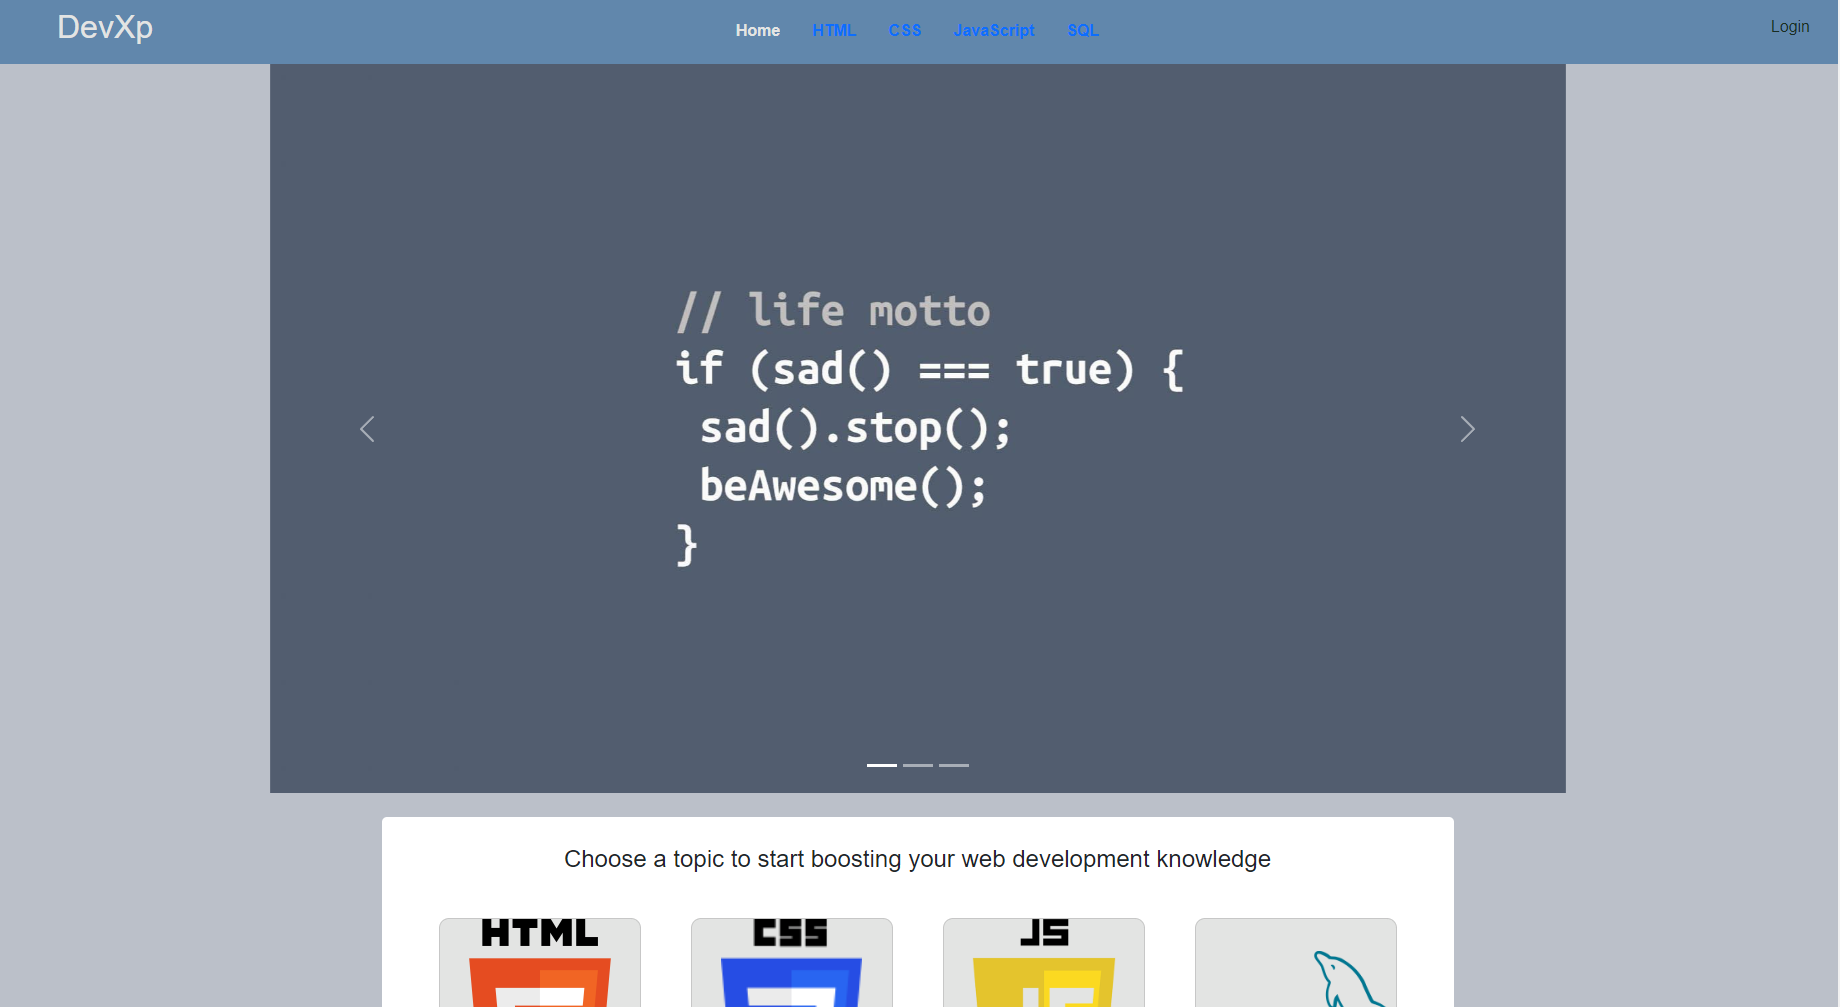 DevXp
Home HTML CSS JavaScript SQL
Login
// life motto
if (sad() === true) {
 sad().stop();
 beAwesome();
}
Choose a topic to start boosting your web development knowledge
HTML CSS JS
JS